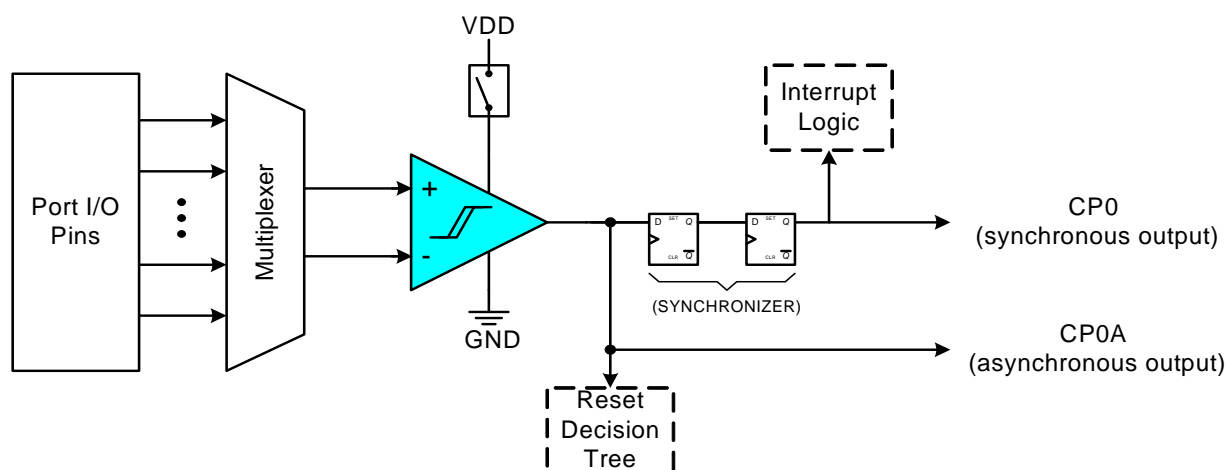 VDD
Port I/O
Pins
Multiplexer
+
-
GND
D SET Q
CLR Q
D SET Q
CLR Q
(SYNCHRONIZER)
Interrupt
Logic
CP0
(synchronous output)
CP0A
(asynchronous output)
Reset
Decision
Tree